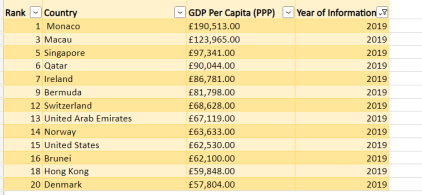 Rank Country GDP Per Capita (PPP) Year of Information
1 Monaco £190,513.00 2019
3 Macau £123,965.00 2019
5 Singapore £97,341.00 2019
6 Qatar £90,044.00 2019
7 Ireland £86,781.00 2019
9 Bermuda £81,798.00 2019
12 Switzerland £68,628.00 2019
13 United Arab Emirates £67,119.00 2019
14 Norway £63,633.00 2019
15 United States £62,530.00 2019
16 Brunei £62,100.00 2019
18 Hong Kong £59,848.00 2019
20 Denmark £57,804.00 2019